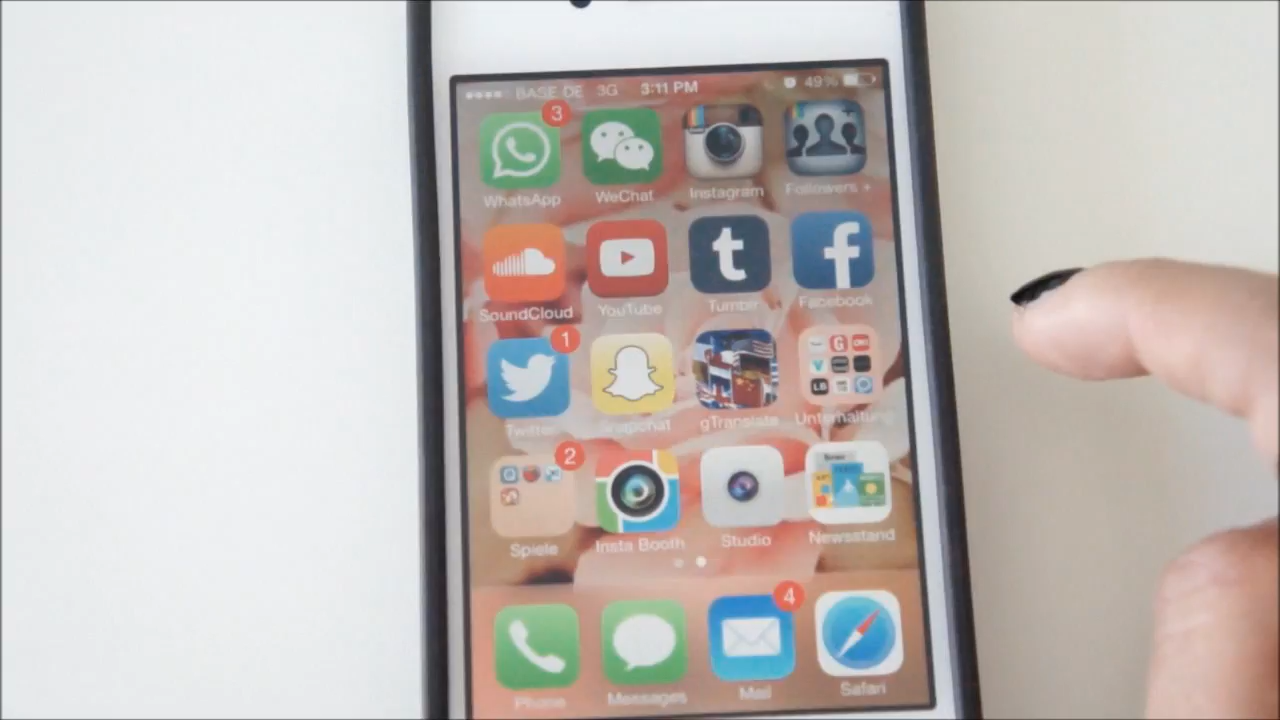 BASE DE 3G 3:11 PM 49%
3
WhatsApp WeChat Instagram Followers +
SoundCloud YouTube Tumblr Facebook
1
Twitter Snapchat gTranslate Unterhaltung
2
Spiele Insta Booth Studio Newsstand
4
Phone Messages Mail Safari